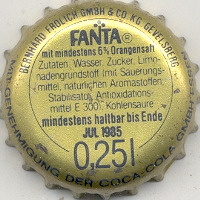 BERNHARD FRÖLICH GMBH & CO KG GEVELSBERG
FANTA®
mit mindestens 6% Orangensaft
Zutaten, Wasser, Zucker, Limo-
nadengrundstoff (mit Säuerungs-
mittel, natürlichen Aromastoffen,
Stabilisator, Antioxidations-
mittel E 300), Kohlensäure
mindestens haltbar bis Ende
JUL 1985
0,25l
MIT GENEHMIGUNG DER COCA-COLA GMBH